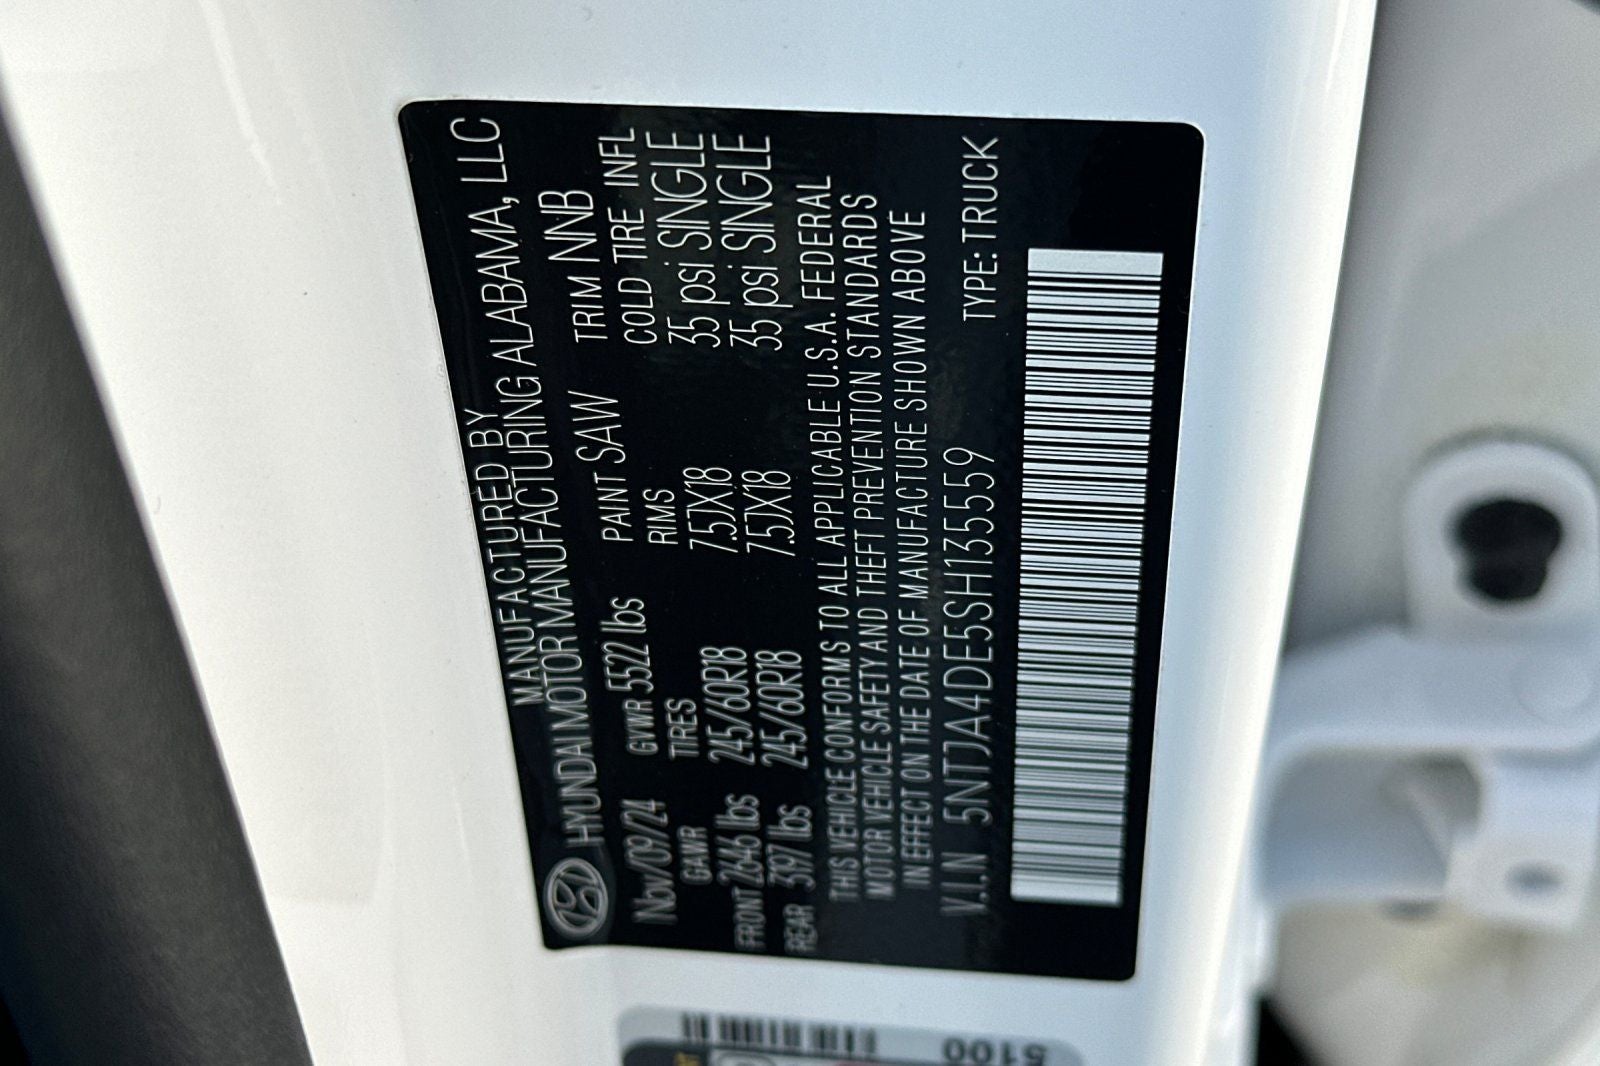 MANUFACTURED BY
HYUNDAI MOTOR MANUFACTURING ALABAMA, LLC
Nov/09/24 GVWR 5522 lbs PAINT SAW TRIM NNB
GAWR TIRES RIMS COLD TIRE INFL
FRONT 2646 lbs 245/60R18 7.5JX18 35 psi SINGLE
REAR 3197 lbs 245/60R18 7.5JX18 35 psi SINGLE
THIS VEHICLE CONFORMS TO ALL APPLICABLE U.S.A. FEDERAL
MOTOR VEHICLE SAFETY AND THEFT PREVENTION STANDARDS
IN EFFECT ON THE DATE OF MANUFACTURE SHOWN ABOVE
V.I.N 5NTJA4DE5SH135559 TYPE: TRUCK
5100